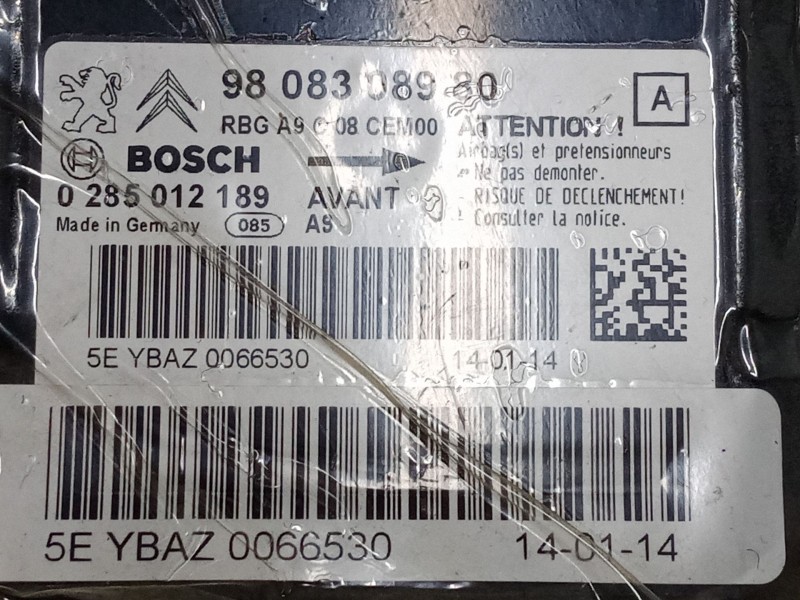 98 083 089 80
A
RBG A9 C 08 CEM00
ATTENTION !
BOSCH
Airbag(s) et pretensionneurs
Ne pas demonter.
0 285 012 189
AVANT
- RISQUE DE DECLENCHEMENT!
Made in Germany
085
A9
! Consulter la notice.
5E YBAZ 0066530
14-01-14
5E YBAZ 0066530
14-01-14